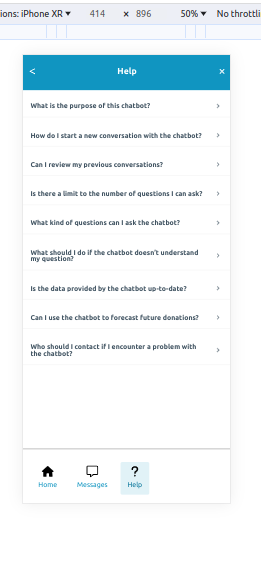 ions: iPhone XR ▼ 414 × 896 50% ▼ No throttli
< Help ×
What is the purpose of this chatbot? >
How do I start a new conversation with the chatbot? >
Can I review my previous conversations? >
Is there a limit to the number of questions I can ask? >
What kind of questions can I ask the chatbot? >
What should I do if the chatbot doesn't understand
my question? >
Is the data provided by the chatbot up-to-date? >
Can I use the chatbot to forecast future donations? >
Who should I contact if I encounter a problem with
the chatbot? >
Home Messages Help